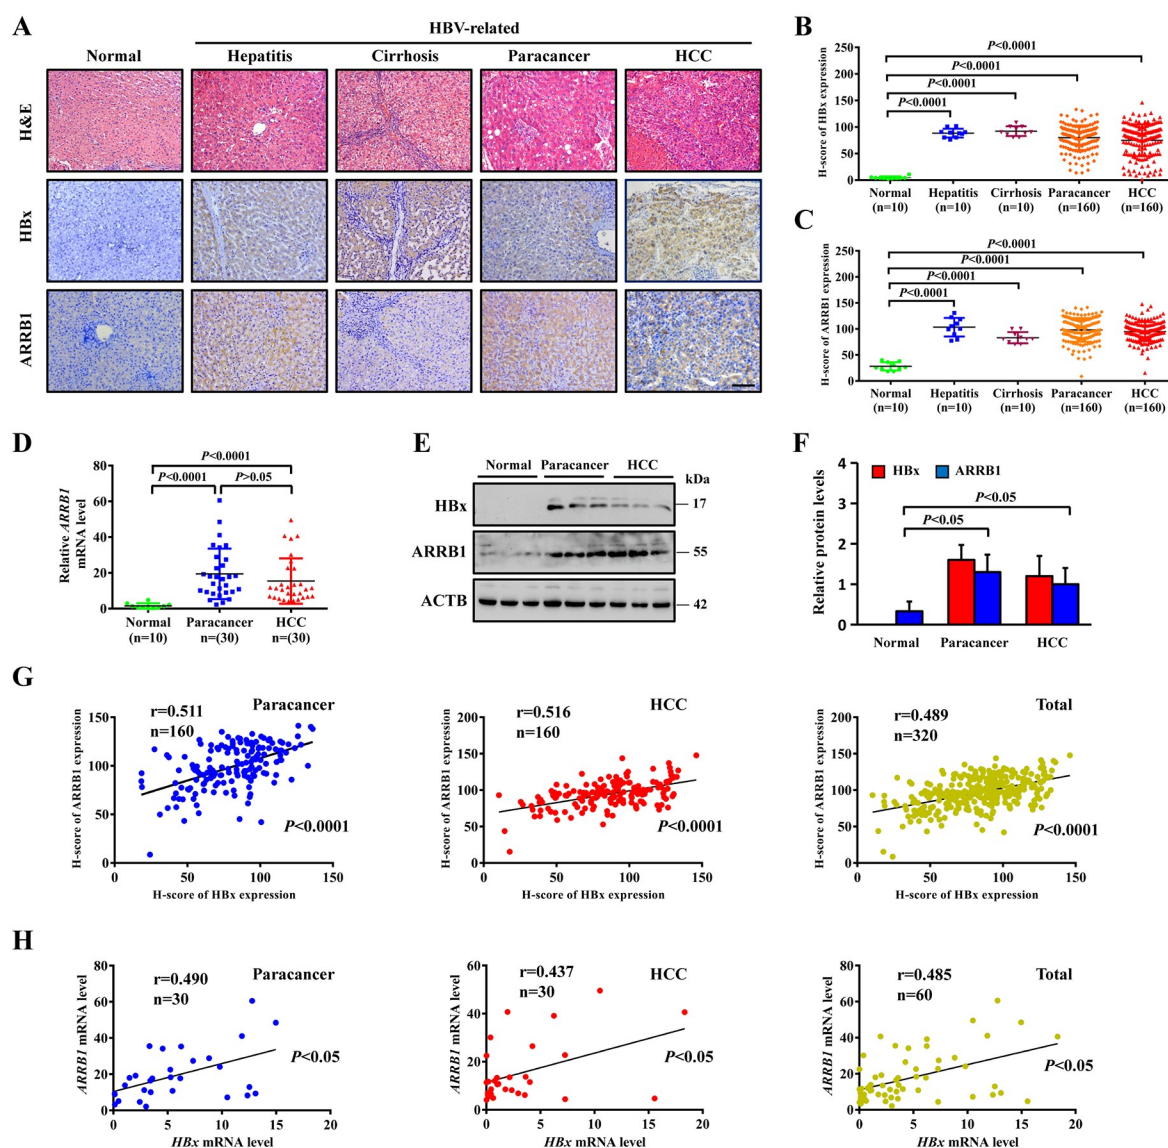 A
HBV-related
Normal Hepatitis Cirrhosis Paracancer HCC
H&E
HBx
ARRB1
B
H-score of HBx expression
250
200
150
100
50
0
P<0.0001
P<0.0001
P<0.0001
P<0.0001
Normal Hepatitis Cirrhosis Paracancer HCC
(n=10) (n=10) (n=10) (n=160) (n=160)
C
H-score of ARRB1 expression
250
200
150
100
50
0
P<0.0001
P<0.0001
P<0.0001
P<0.0001
Normal Hepatitis Cirrhosis Paracancer HCC
(n=10) (n=10) (n=10) (n=160) (n=160)
D
Relative ARRB1
mRNA level
80
60
40
20
0
P<0.0001
P<0.0001 P>0.05
Normal Paracancer HCC
(n=10) n=(30) n=(30)
E
Normal Paracancer HCC
kDa
HBx 17
ARRB1 55
ACTB 42
F
Relative protein levels
4
3
2
1
0
HBx ARRB1
P<0.05
P<0.05
Normal Paracancer HCC
G
H-score of ARRB1 expression
150
100
50
0
r=0.511
n=160
Paracancer
P<0.0001
0 50 100 150
H-score of HBx expression
H-score of ARRB1 expression
200
150
100
50
0
r=0.516
n=160
HCC
P<0.0001
0 50 100 150
H-score of HBx expression
H-score of ARRB1 expression
200
150
100
50
0
r=0.489
n=320
Total
P<0.0001
0 50 100 150
H-score of HBx expression
H
ARRB1 mRNA level
80
60
40
20
0
r=0.490
n=30
Paracancer
P<0.05
0 5 10 15 20
HBx mRNA level
ARRB1 mRNA level
60
40
20
0
r=0.437
n=30
HCC
P<0.05
0 5 10 15 20
HBx mRNA level
ARRB1 mRNA level
80
60
40
20
0
r=0.485
n=60
Total
P<0.05
0 5 10 15 20
HBx mRNA level